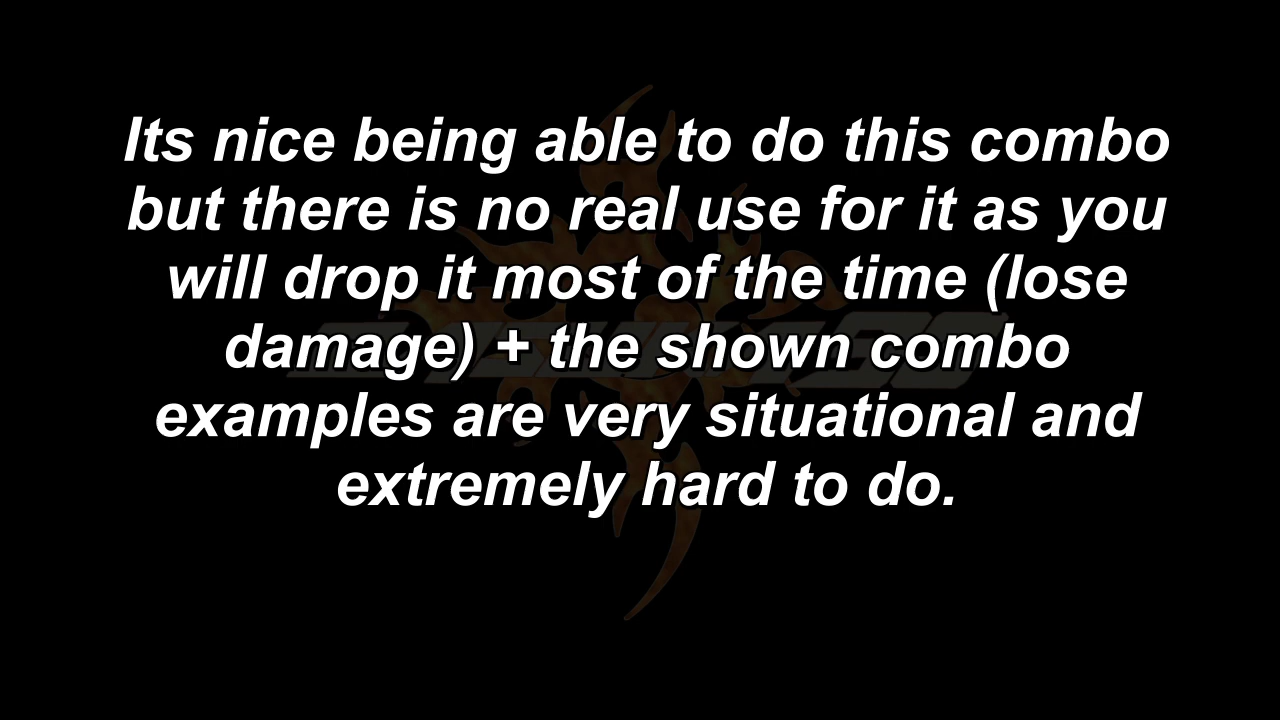 Its nice being able to do this combo
but there is no real use for it as you
will drop it most of the time (lose
damage) + the shown combo
examples are very situational and
extremely hard to do.